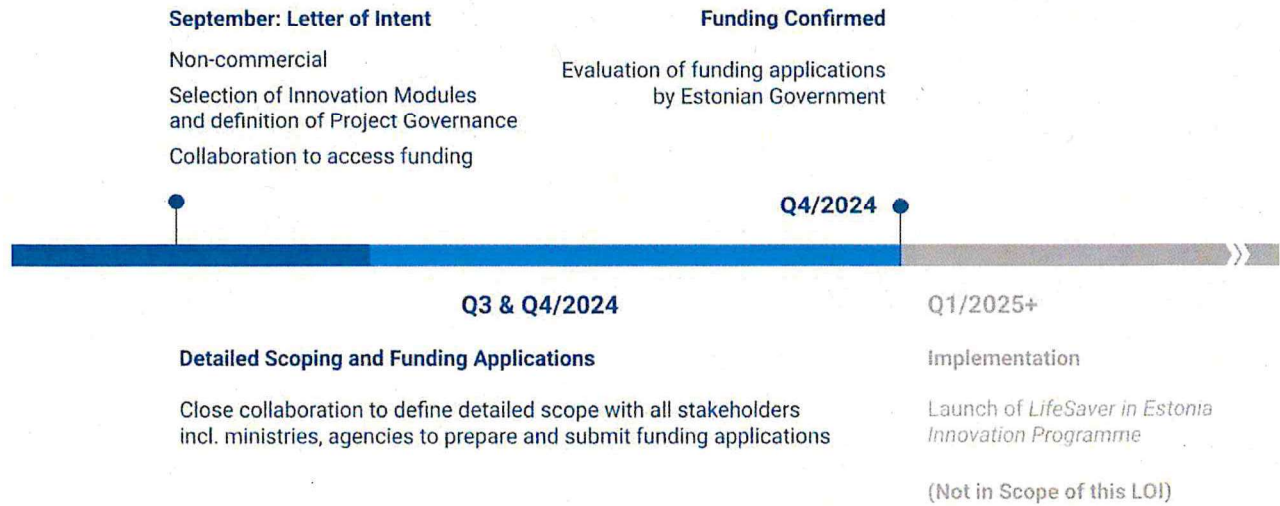 September: Letter of Intent
Non-commercial
Selection of Innovation Modules
and definition of Project Governance
Collaboration to access funding
Funding Confirmed
Evaluation of funding applications
by Estonian Government
Q4/2024
Q3 & Q4/2024
Detailed Scoping and Funding Applications
Close collaboration to define detailed scope with all stakeholders
incl. ministries, agencies to prepare and submit funding applications
Q1/2025+
Implementation
Launch of LifeSaver in Estonia
Innovation Programme
(Not in Scope of this LOI)